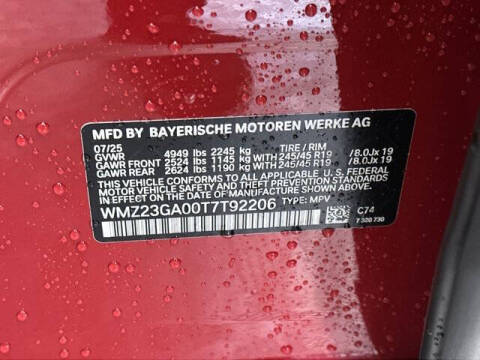 MFD BY BAYERISCHE MOTOREN WERKE AG
07/25 TIRE / RIM
GVWR 4949 lbs 2245 kg
GAWR FRONT 2524 lbs 1145 kg WITH 245/45 R19 /8.0Jx 19
GAWR REAR 2624 lbs 1190 kg WITH 245/45 R19 /8.0Jx 19
THIS VEHICLE CONFORMS TO ALL APPLICABLE U. S. FEDERAL
MOTOR VEHICLE SAFETY STANDARDS
IN EFFECT ON THE DATE OF MANUFACTURE SHOWN ABOVE.
WMZ23GA00T7T92206 TYPE: MPV
C74
7 320 730